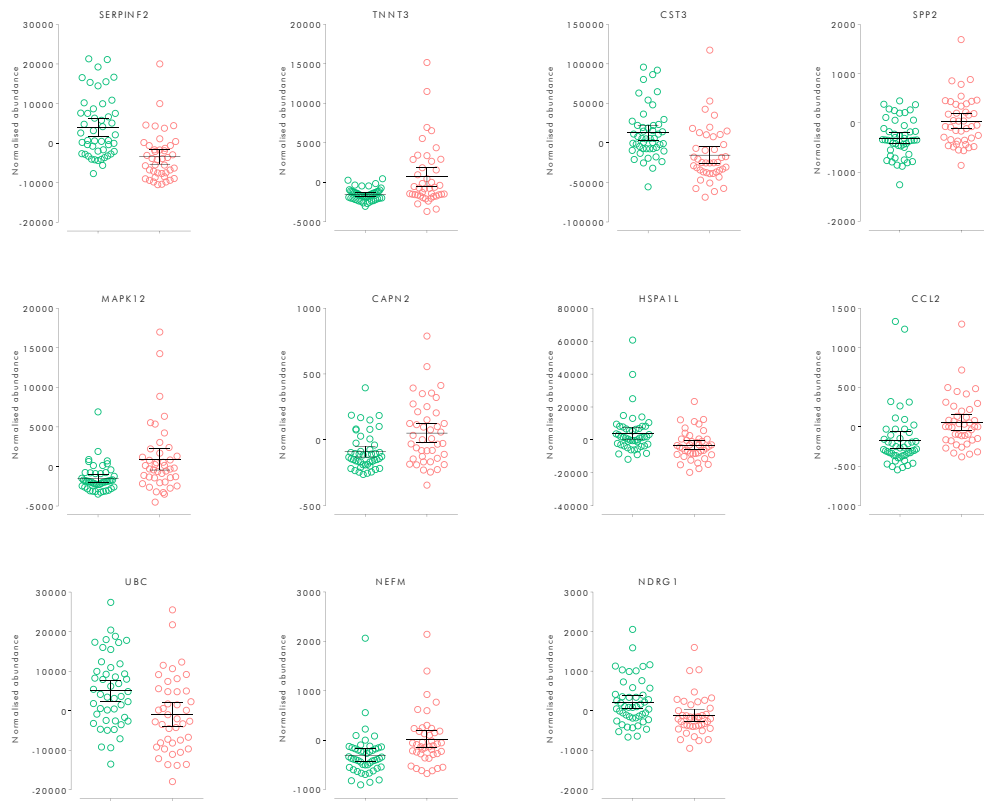 SERPINF2
TNNT3
CST3
SPP2
Normalised abundance
30000
20000
10000
0
-10000
-20000
Normalised abundance
20000
15000
10000
5000
0
-5000
Normalised abundance
150000
100000
50000
0
-50000
-100000
Normalised abundance
2000
1000
0
-1000
-2000
MAPK12
CAPN2
HSPA1L
CCL2
Normalised abundance
20000
15000
10000
5000
0
-5000
Normalised abundance
1000
500
0
-500
Normalised abundance
80000
60000
40000
20000
0
-20000
-40000
Normalised abundance
1500
1000
500
0
-500
-1000
UBC
NEFM
NDRG1
Normalised abundance
30000
20000
10000
0
-10000
-20000
Normalised abundance
3000
2000
1000
0
-1000
Normalised abundance
3000
2000
1000
0
-1000
-2000